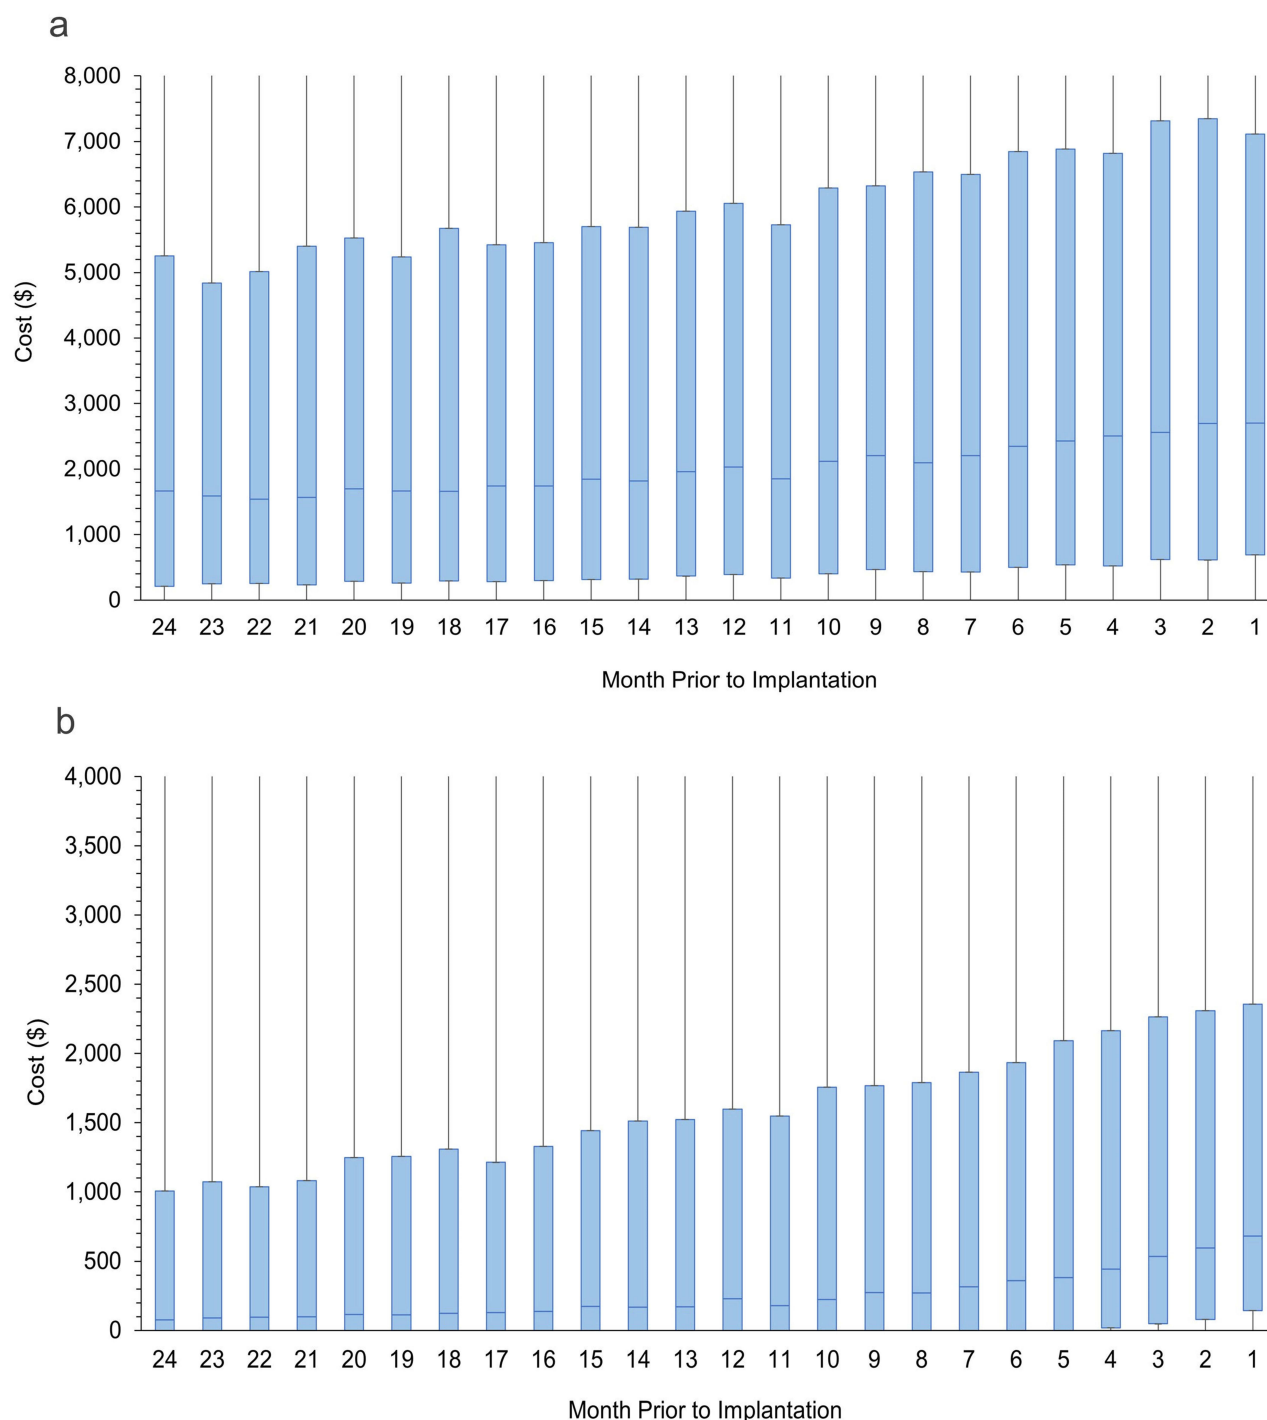 a
8,000
7,000
6,000
5,000
4,000
3,000
2,000
1,000
0
Cost ($)
24 23 22 21 20 19 18 17 16 15 14 13 12 11 10 9 8 7 6 5 4 3 2 1
Month Prior to Implantation
b
4,000
3,500
3,000
2,500
2,000
1,500
1,000
500
0
Cost ($)
24 23 22 21 20 19 18 17 16 15 14 13 12 11 10 9 8 7 6 5 4 3 2 1
Month Prior to Implantation